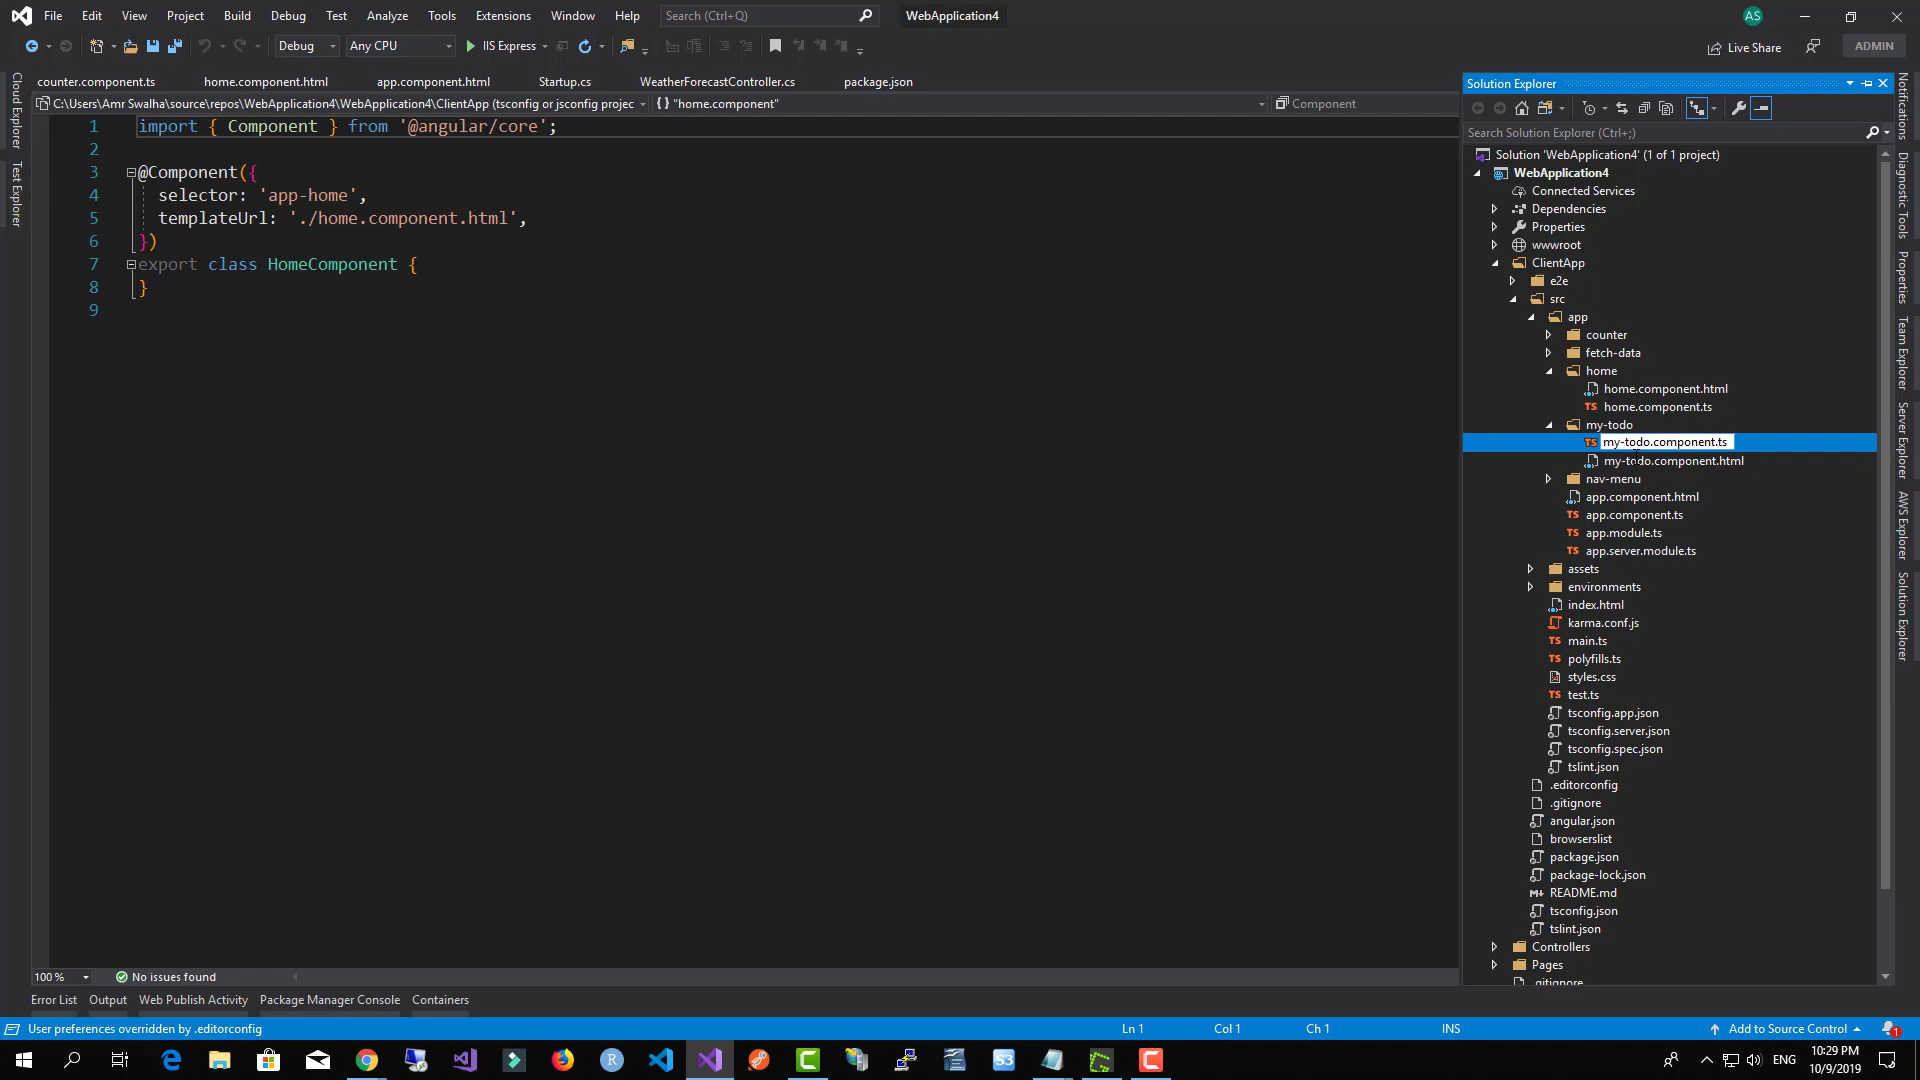 File Edit View Project Build Debug Test Analyze Tools Extensions Window Help Search (Ctrl+Q) WebApplication4 AS
Debug Any CPU IIS Express Live Share ADMIN
counter.component.ts home.component.html app.component.html Startup.cs WeatherForecastController.cs package.json
C:\Users\Amr Swalha\source\repos\WebApplication4\WebApplication4\ClientApp (tsconfig or jsconfig projec {} "home.component" Component
Cloud Explorer
Test Explorer
1 import { Component } from '@angular/core';
2
3 @Component({
4 selector: 'app-home',
5 templateUrl: './home.component.html',
6 })
7 export class HomeComponent {
8 }
9
100 % No issues found
Solution Explorer
Search Solution Explorer (Ctrl+;)
Solution 'WebApplication4' (1 of 1 project)
WebApplication4
Connected Services
Dependencies
Properties
wwwroot
ClientApp
e2e
src
app
counter
fetch-data
home
home.component.html
TS home.component.ts
my-todo
TS my-todo.component.ts
my-todo.component.html
nav-menu
app.component.html
TS app.component.ts
TS app.module.ts
TS app.server.module.ts
assets
environments
index.html
karma.conf.js
TS main.ts
TS polyfills.ts
styles.css
TS test.ts
tsconfig.app.json
tsconfig.server.json
tsconfig.spec.json
tslint.json
.editorconfig
.gitignore
angular.json
browserslist
package.json
package-lock.json
README.md
tsconfig.json
tslint.json
Controllers
Pages
.gitignore
Notifications
Diagnostic Tools
Properties
Team Explorer
Server Explorer
AWS Explorer
Solution Explorer
Error List Output Web Publish Activity Package Manager Console Containers
User preferences overridden by .editorconfig Ln 1 Col 1 Ch 1 INS Add to Source Control 1
ENG 10:29 PM
10/9/2019